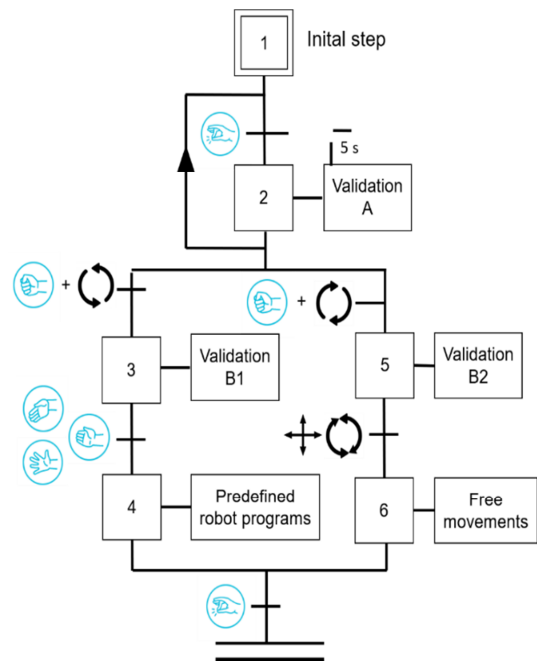 1
Inital step
5 s
2
Validation
A
+
+
3
Validation
B1
5
Validation
B2
4
Predefined
robot programs
6
Free
movements